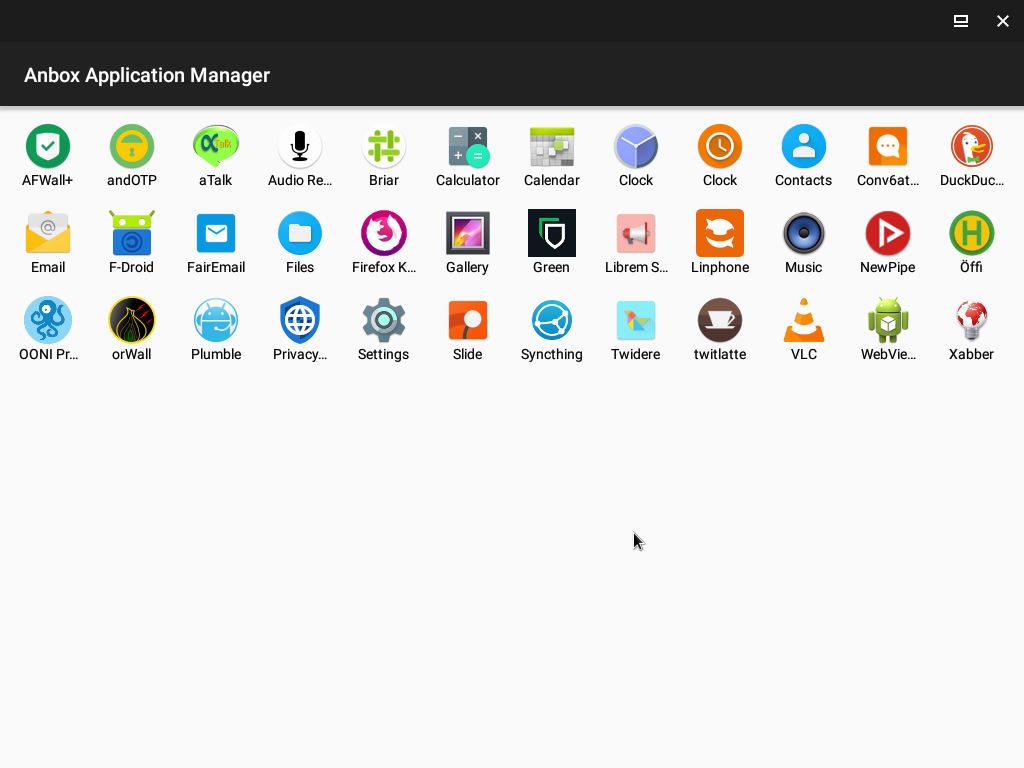 Anbox Application Manager
AFWall+ andOTP aTalk Audio Re... Briar Calculator Calendar Clock Clock Contacts Conv6at... DuckDuc...
Email F-Droid FairEmail Files Firefox K... Gallery Green Librem S... Linphone Music NewPipe Öffi
OONI Pr... orWall Plumble Privacy... Settings Slide Syncthing Twidere twitlatte VLC WebVie... Xabber